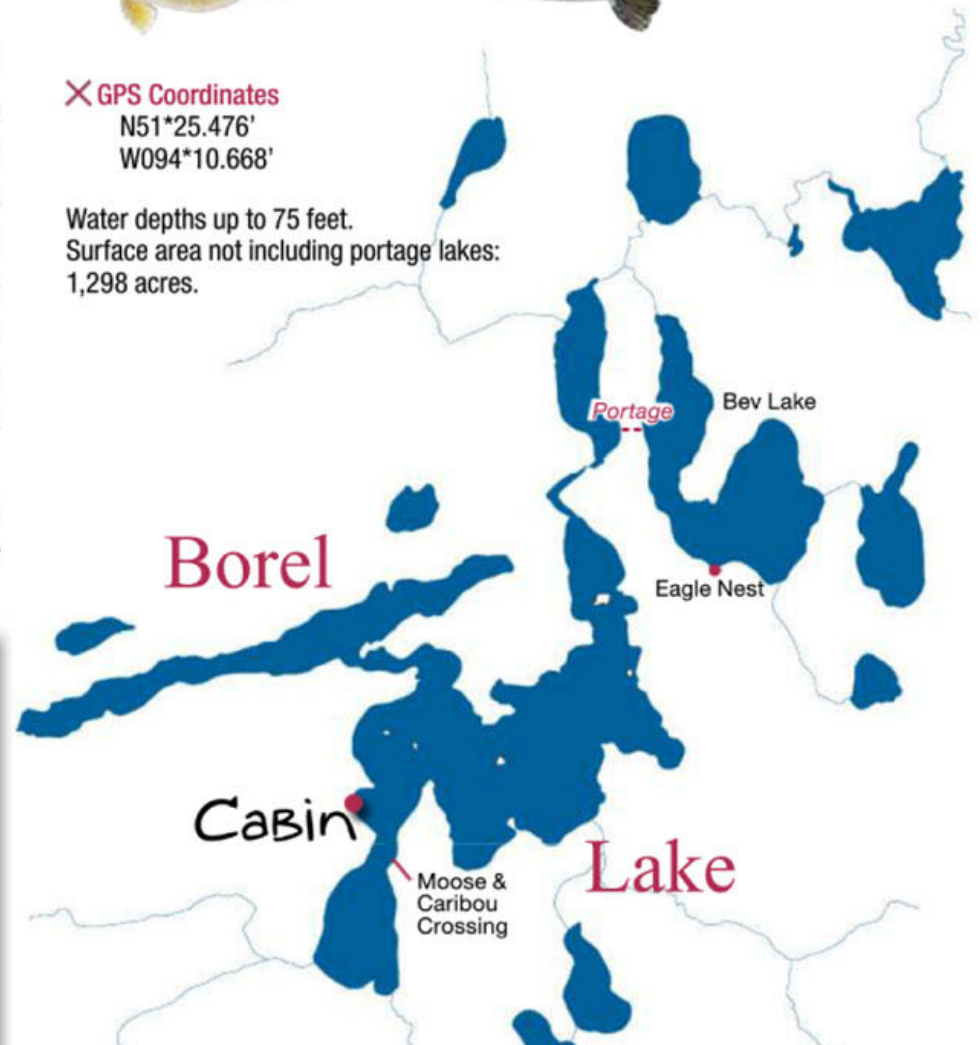 GPS Coordinates
N51*25.476'
W094*10.668'
Water depths up to 75 feet.
Surface area not including portage lakes:
1,298 acres.
Portage
Bev Lake
Borel
Eagle Nest
Cabin
Lake
Moose &
Caribou
Crossing